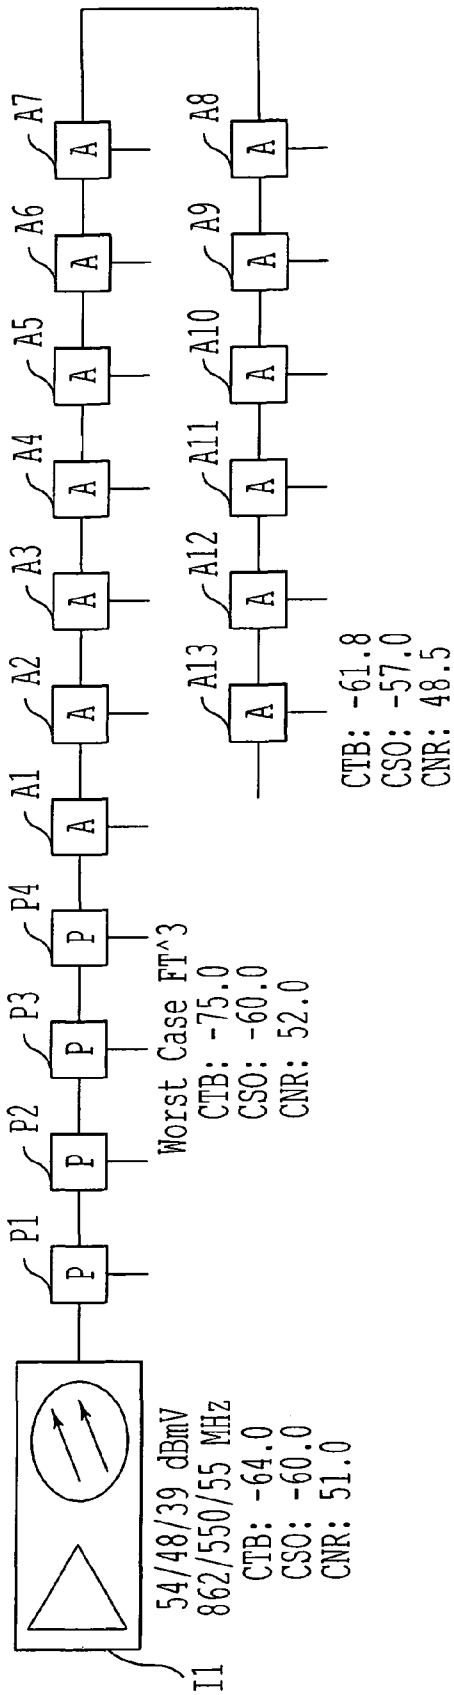 I1
54/48/39 dBmV
862/550/55 MHz
CTB: -64.0
CSO: -60.0
CNR: 51.0
P1
P
P2
P
P3
P
P4
P
Worst Case FT^3
CTB: -75.0
CSO: -60.0
CNR: 52.0
A1
A
A2
A
A3
A
A4
A
A5
A
A6
A
A7
A
A8
A
A9
A
A10
A
A11
A
A12
A
A13
A
CTB: -61.8
CSO: -57.0
CNR: 48.5